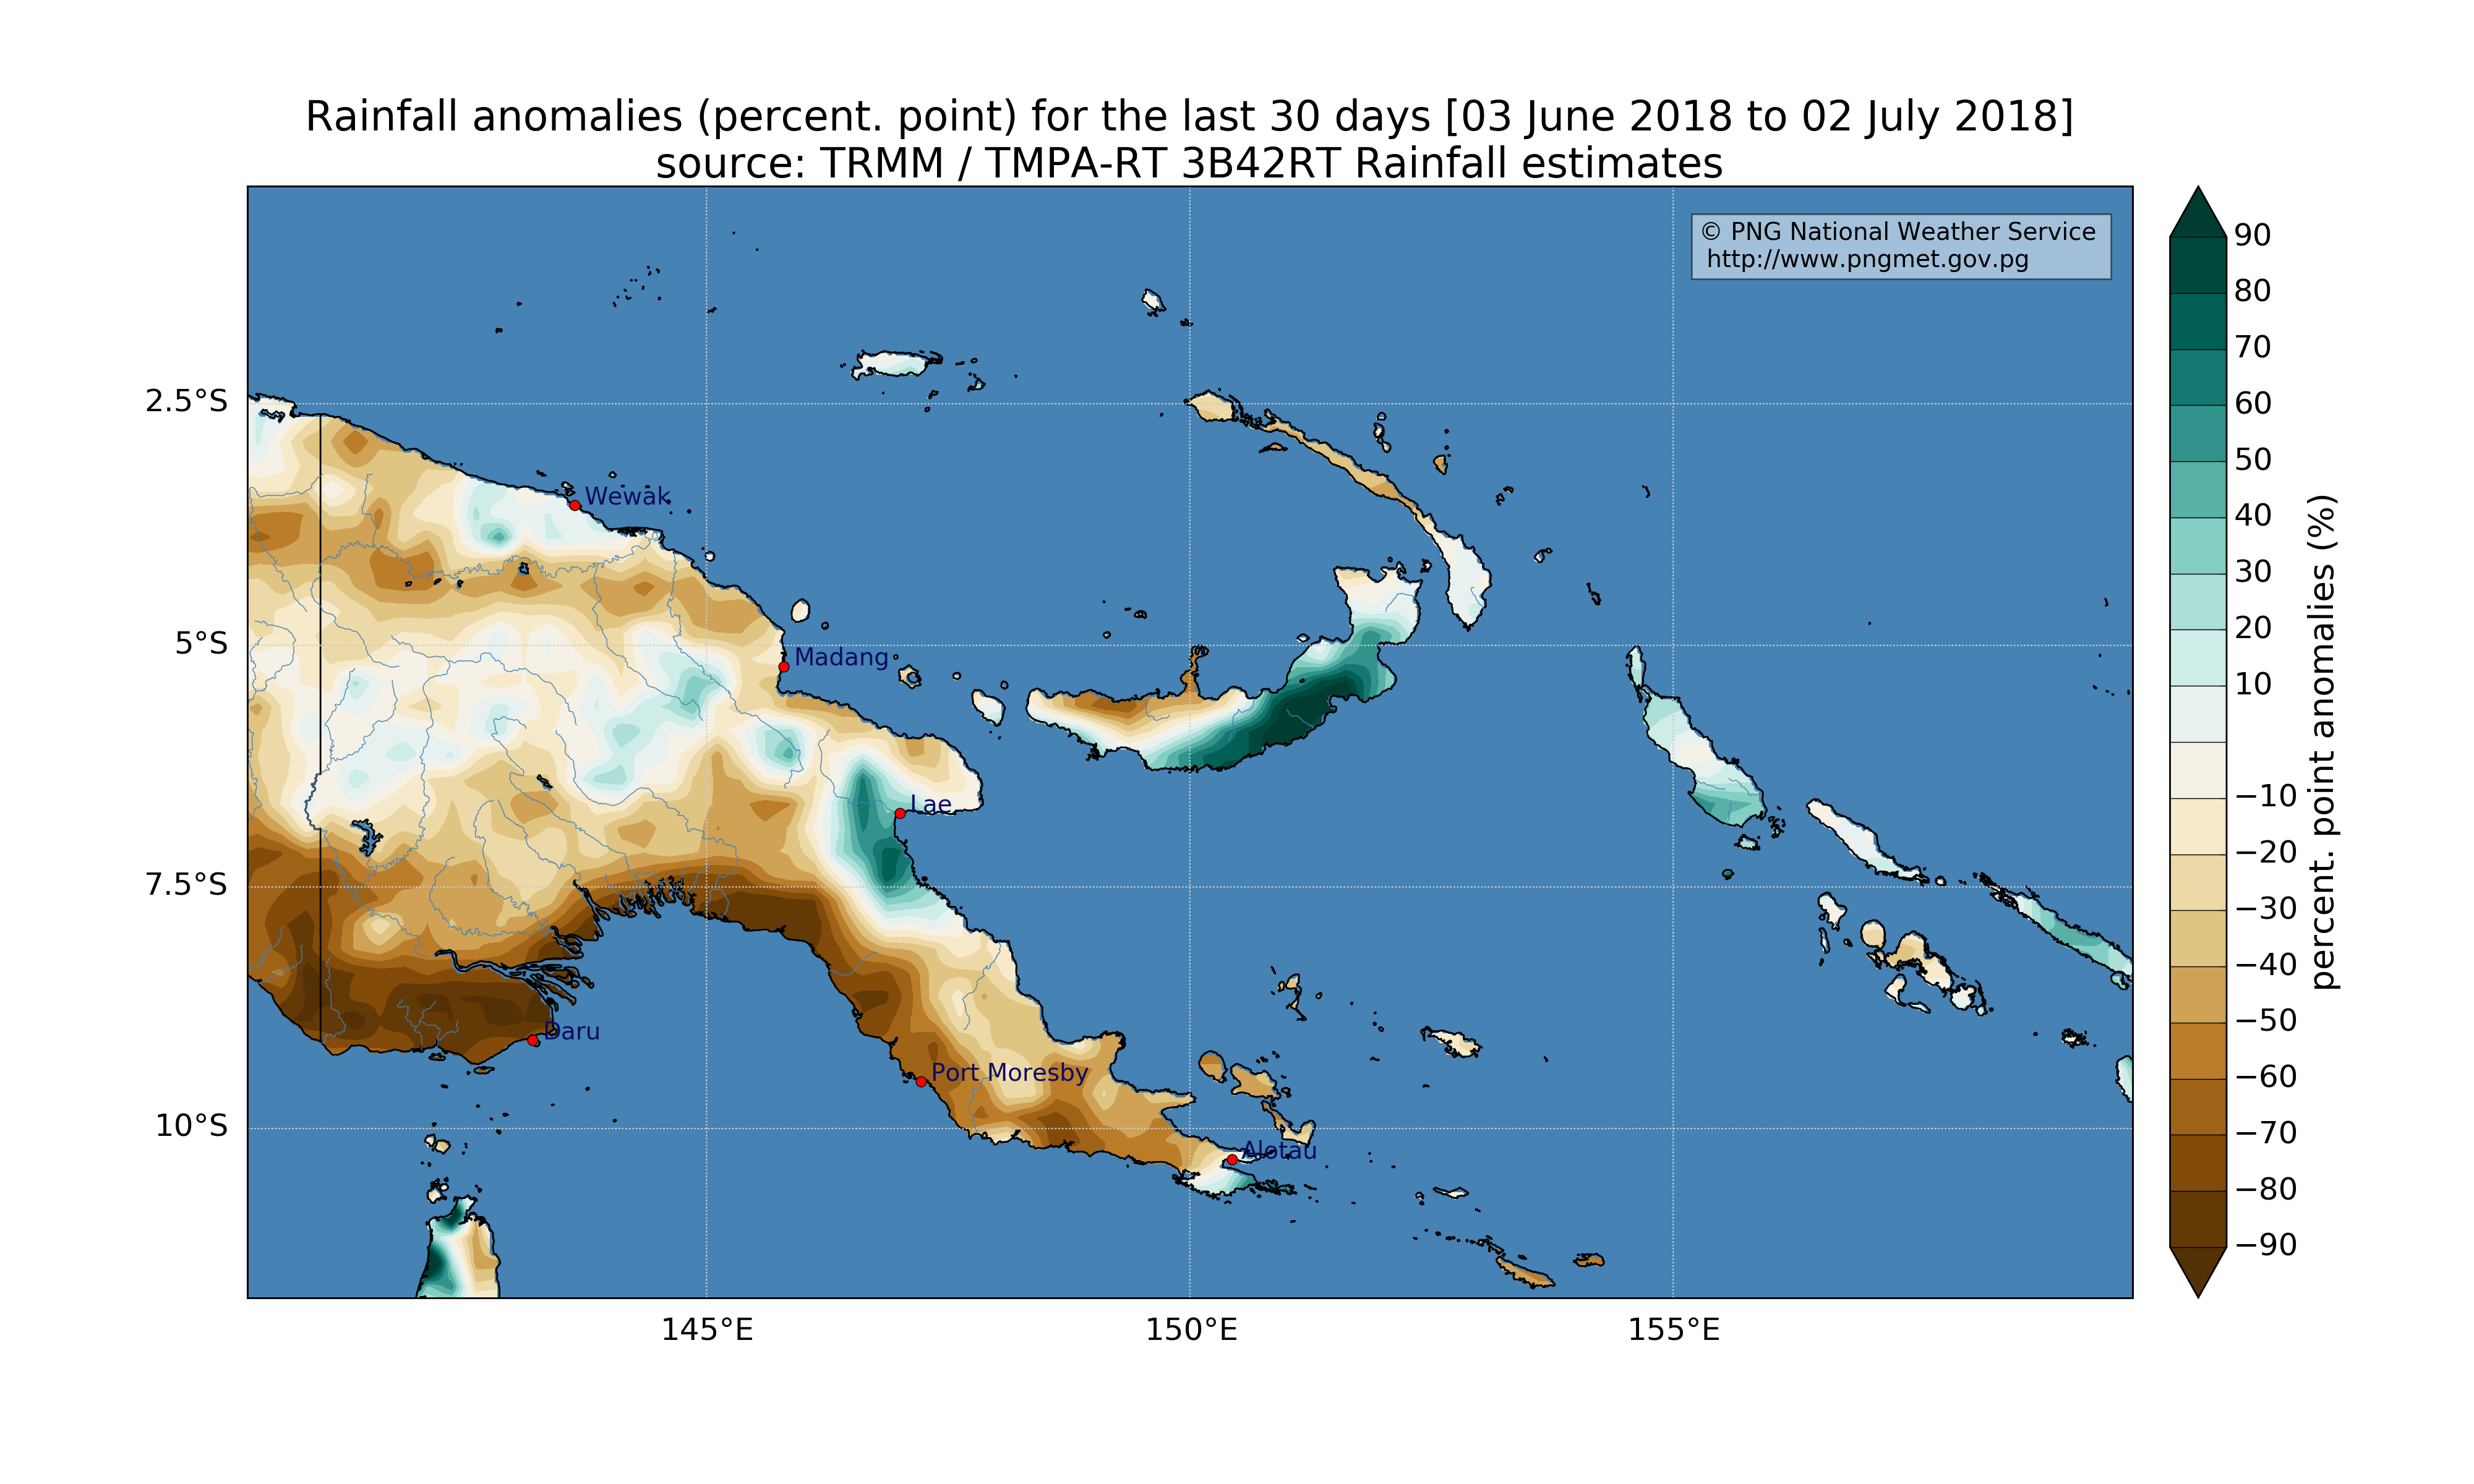 Rainfall anomalies (percent. point) for the last 30 days [03 June 2018 to 02 July 2018]
source: TRMM / TMPA-RT 3B42RT Rainfall estimates
© PNG National Weather Service
http://www.pngmet.gov.pg
2.5°S
5°S
7.5°S
10°S
Wewak
Madang
Lae
Daru
Port Moresby
Alotau
145°E
150°E
155°E
90
80
70
60
50
40
30
20
10
−10
−20
−30
−40
−50
−60
−70
−80
−90
percent. point anomalies (%)